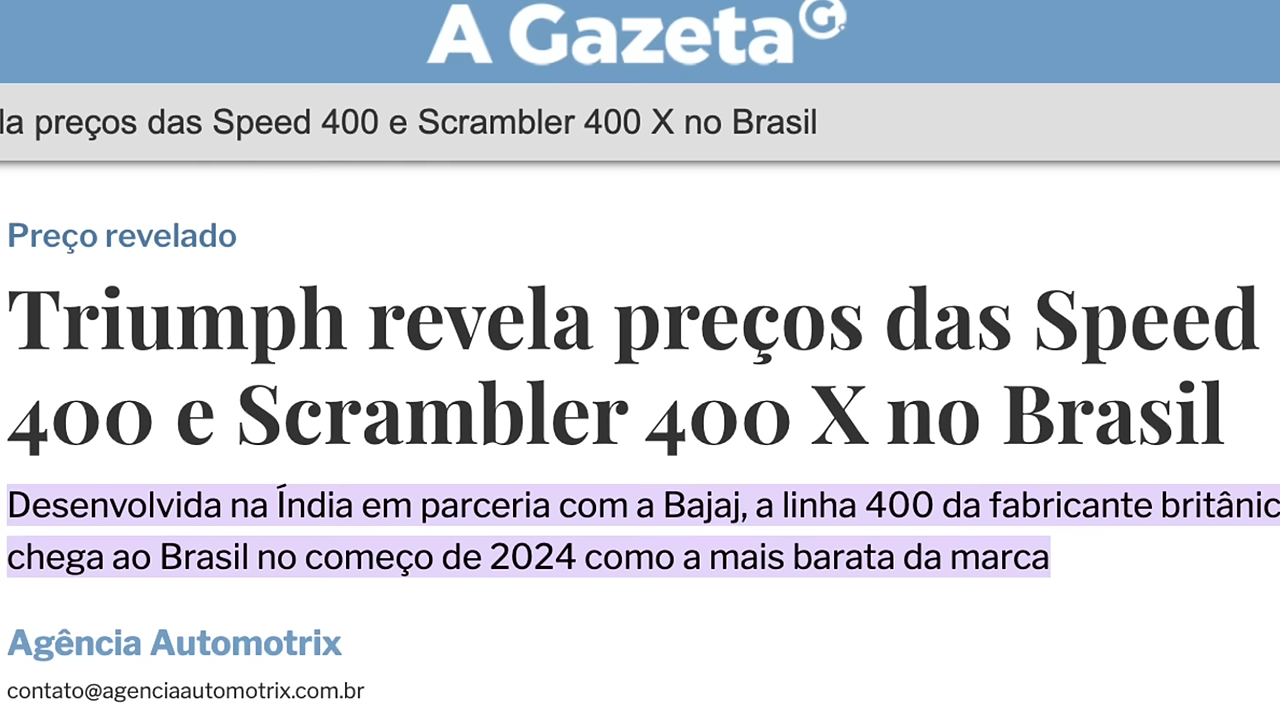 A Gazeta
la preços das Speed 400 e Scrambler 400 X no Brasil
Preço revelado
Triumph revela preços das Speed
400 e Scrambler 400 X no Brasil
Desenvolvida na Índia em parceria com a Bajaj, a linha 400 da fabricante britânic
chega ao Brasil no começo de 2024 como a mais barata da marca
Agência Automotrix
contato@agenciaautomotrix.com.br